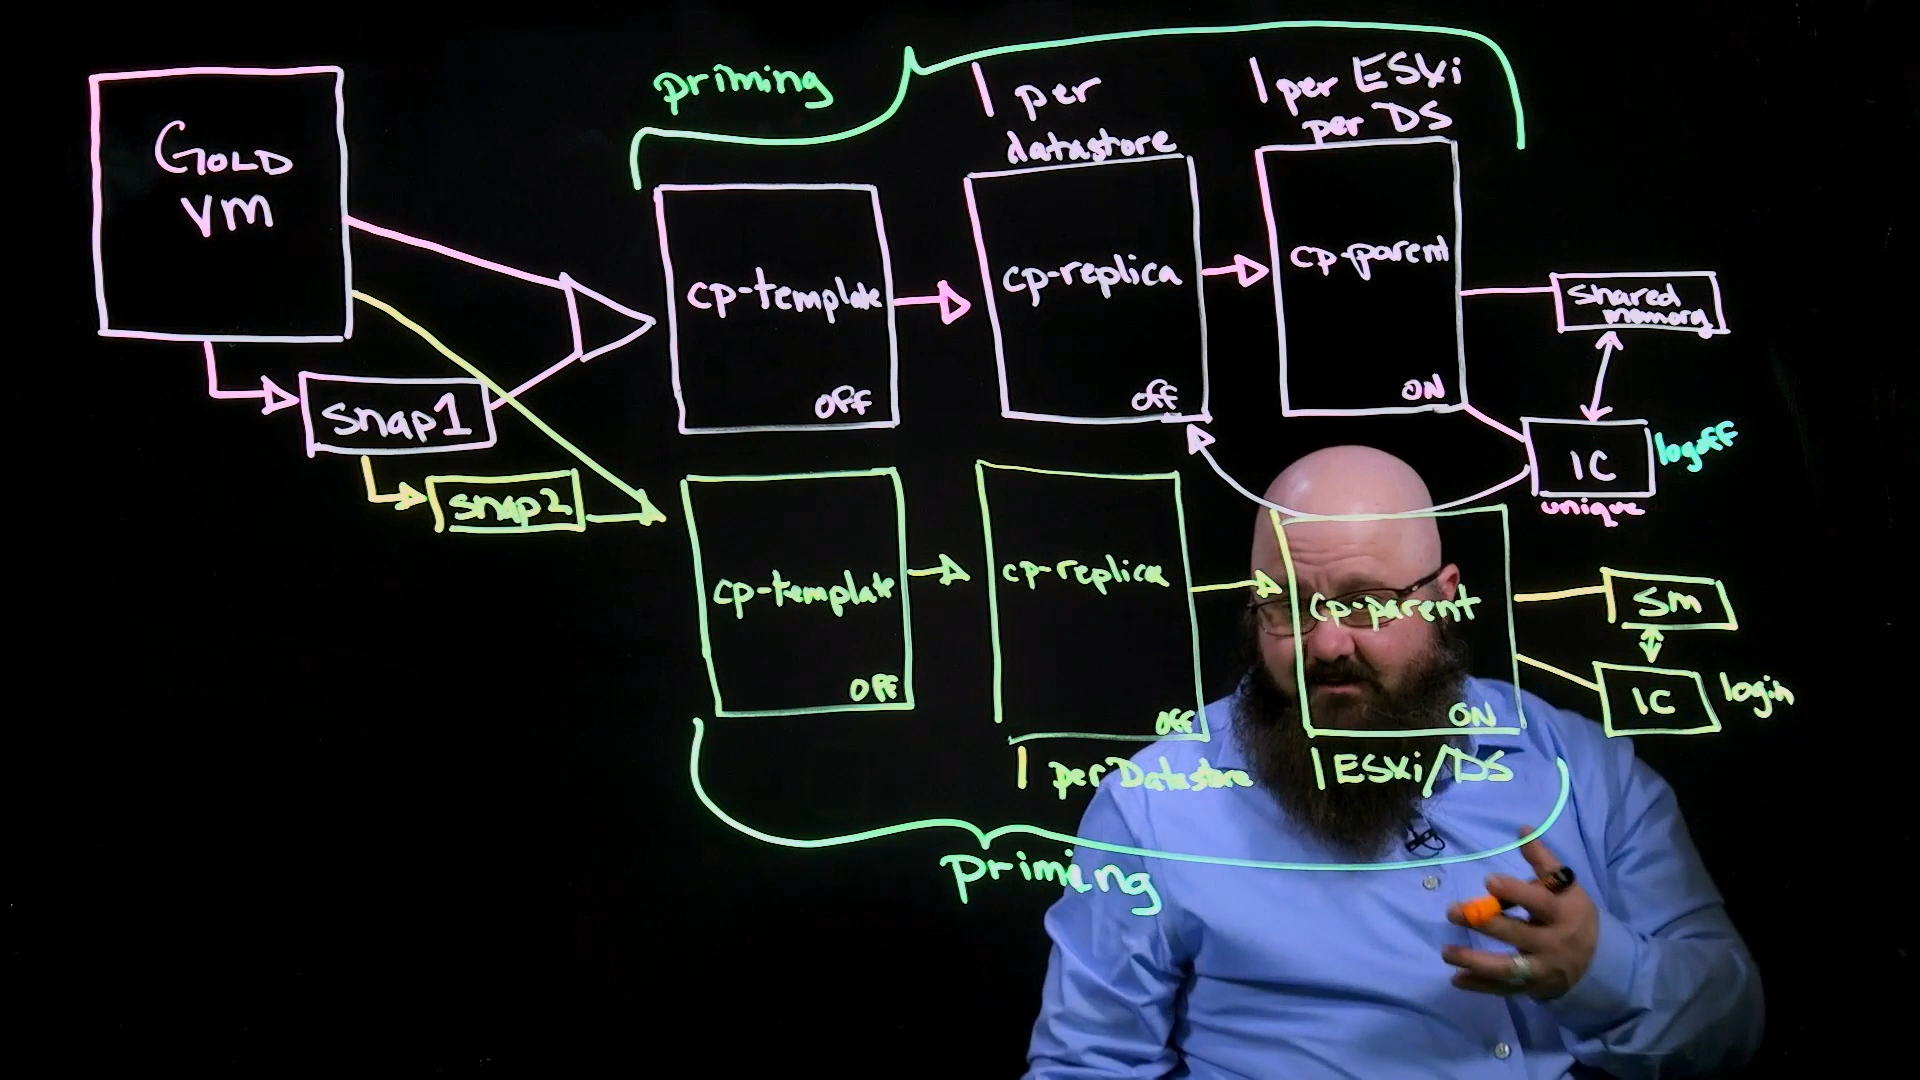 priming
1 per
datastore
1 per ESXi
per DS
GOLD
VM
cp-template
OFF
cp-replica
Off
cp-parent
ON
shared
memory
snap1
IC
unique
logoff
snap2
cp-template
OFF
cp-replica
OFF
cp-parent
ON
SM
IC
login
1 per Datastore
1 ESXi/DS
priming